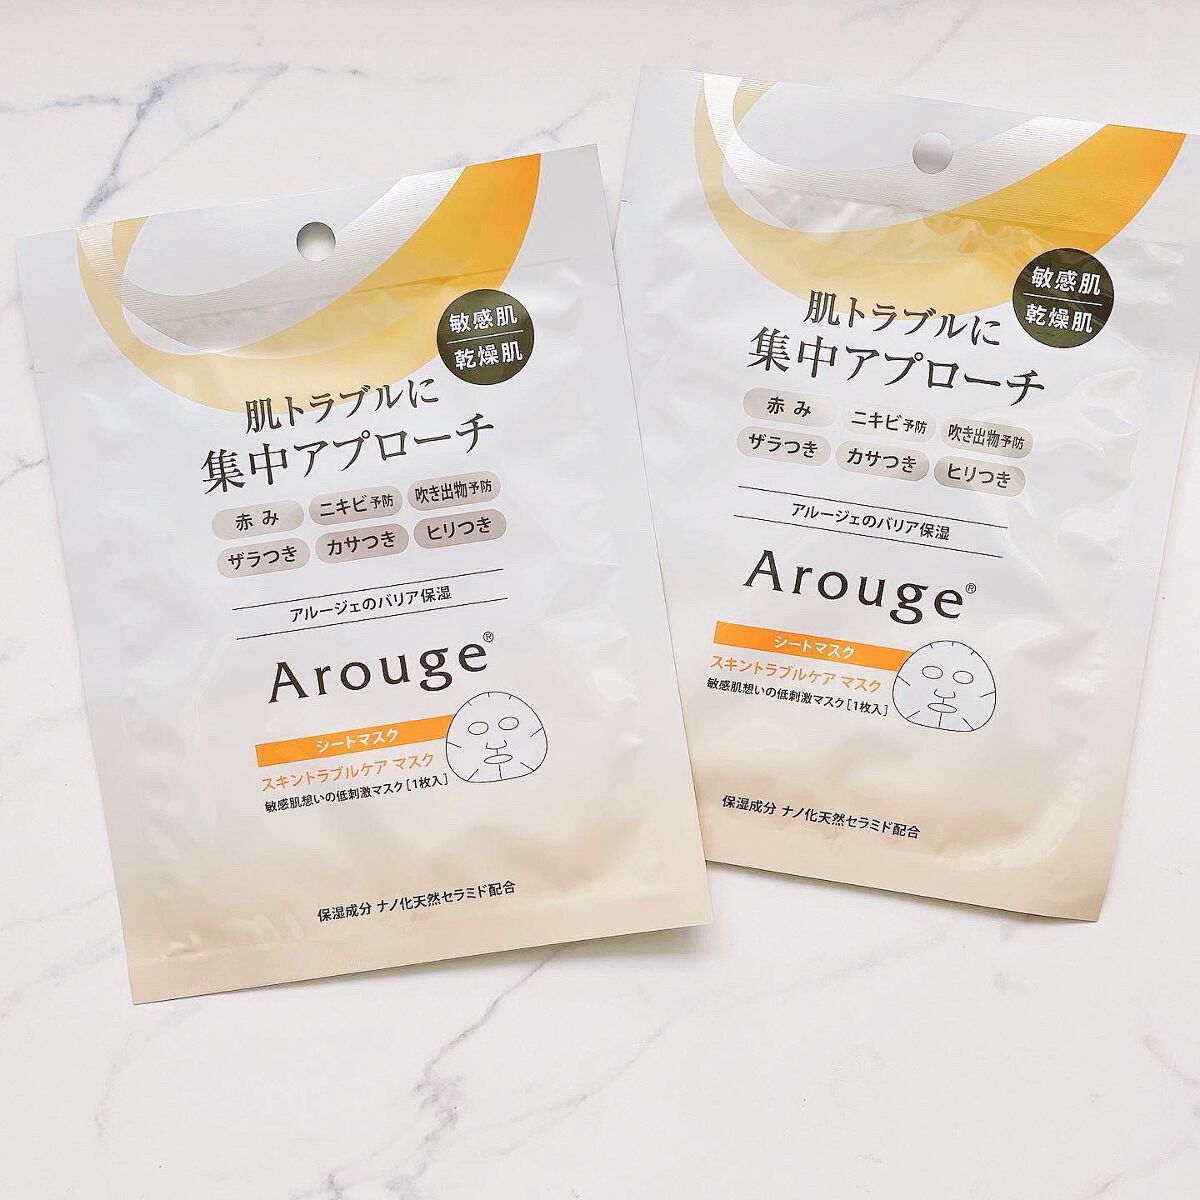 敏感肌
乾燥肌
肌トラブルに
集中アプローチ
赤み ニキビ予防 吹き出物予防
ザラつき カサつき ヒリつき
アルージェのバリア保湿
Arouge®
シートマスク
スキントラブルケア マスク
敏感肌想いの低刺激マスク[1枚入]
保湿成分 ナノ化天然セラミド配合
敏感肌
乾燥肌
肌トラブルに
集中アプローチ
赤み ニキビ予防 吹き出物予防
ザラつき カサつき ヒリつき
アルージェのバリア保湿
Arouge®
シートマスク
スキントラブルケア マスク
敏感肌想いの低刺激マスク[1枚入]
保湿成分 ナノ化天然セラミド配合